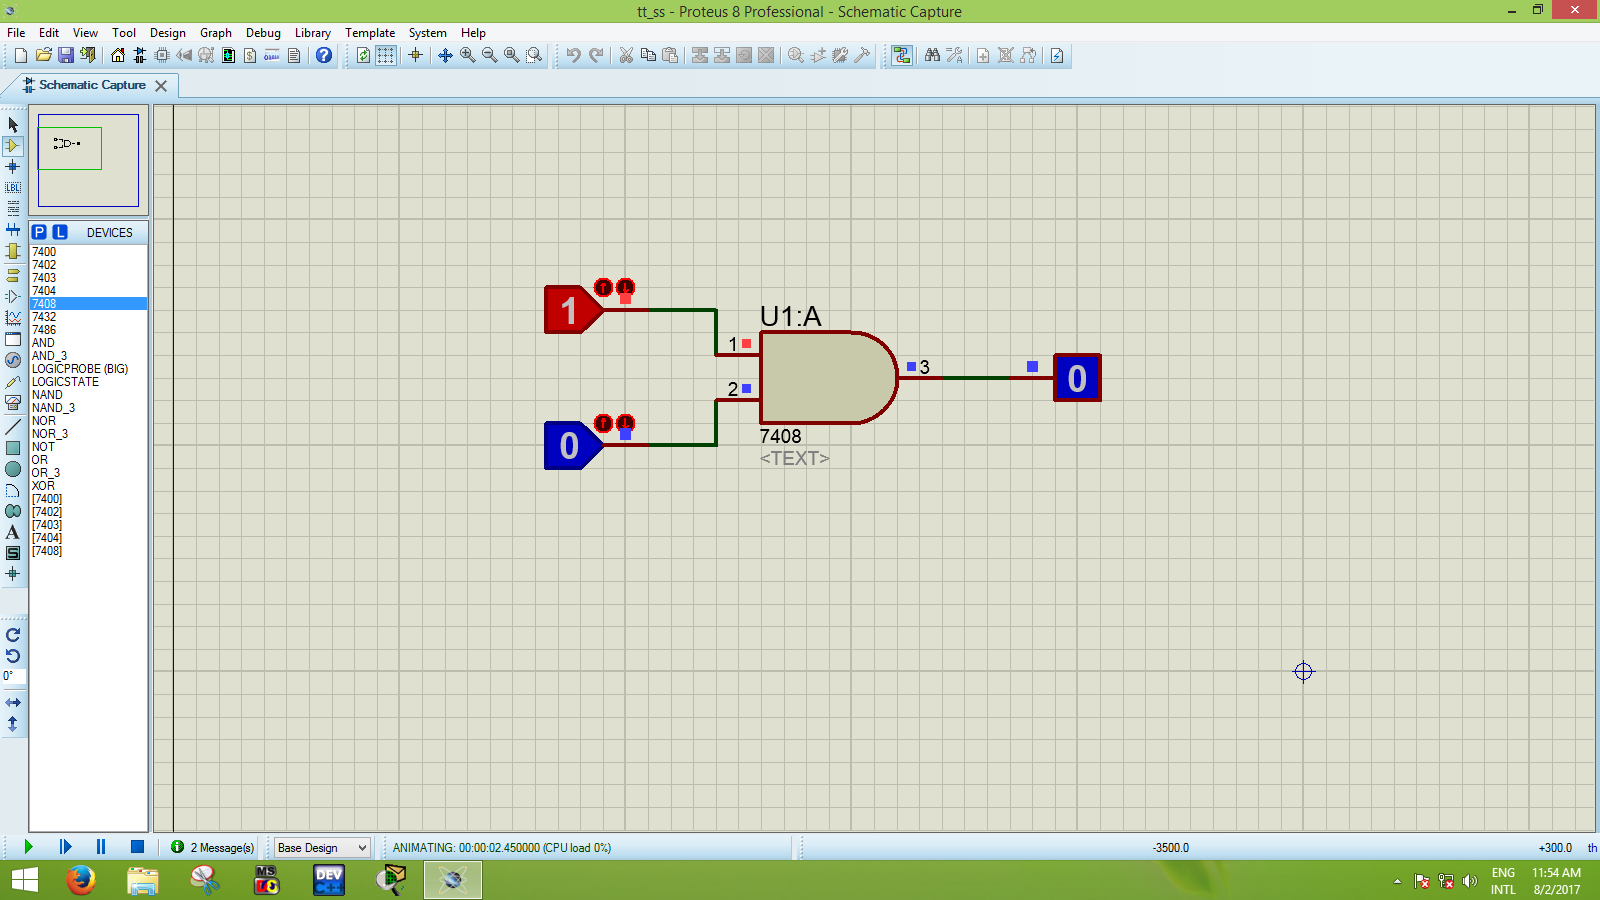 tt_ss - Proteus 8 Professional - Schematic Capture
File Edit View Tool Design Graph Debug Library Template System Help
Schematic Capture
LBL
P L DEVICES
7400
7402
7403
7404
7408
7432
7486
AND
AND_3
LOGICPROBE (BIG)
LOGICSTATE
NAND
NAND_3
NOR
NOR_3
NOT
OR
OR_3
XOR
[7400]
[7402]
[7403]
[7404]
[7408]
A
S
0°
1
U1:A
1
2
3
0
0
7408
<TEXT>
2 Message(s)
Base Design
ANIMATING: 00:00:02.450000 (CPU load 0%)
-3500.0
+300.0 th
MS
DEV
C++
ENG
INTL
11:54 AM
8/2/2017